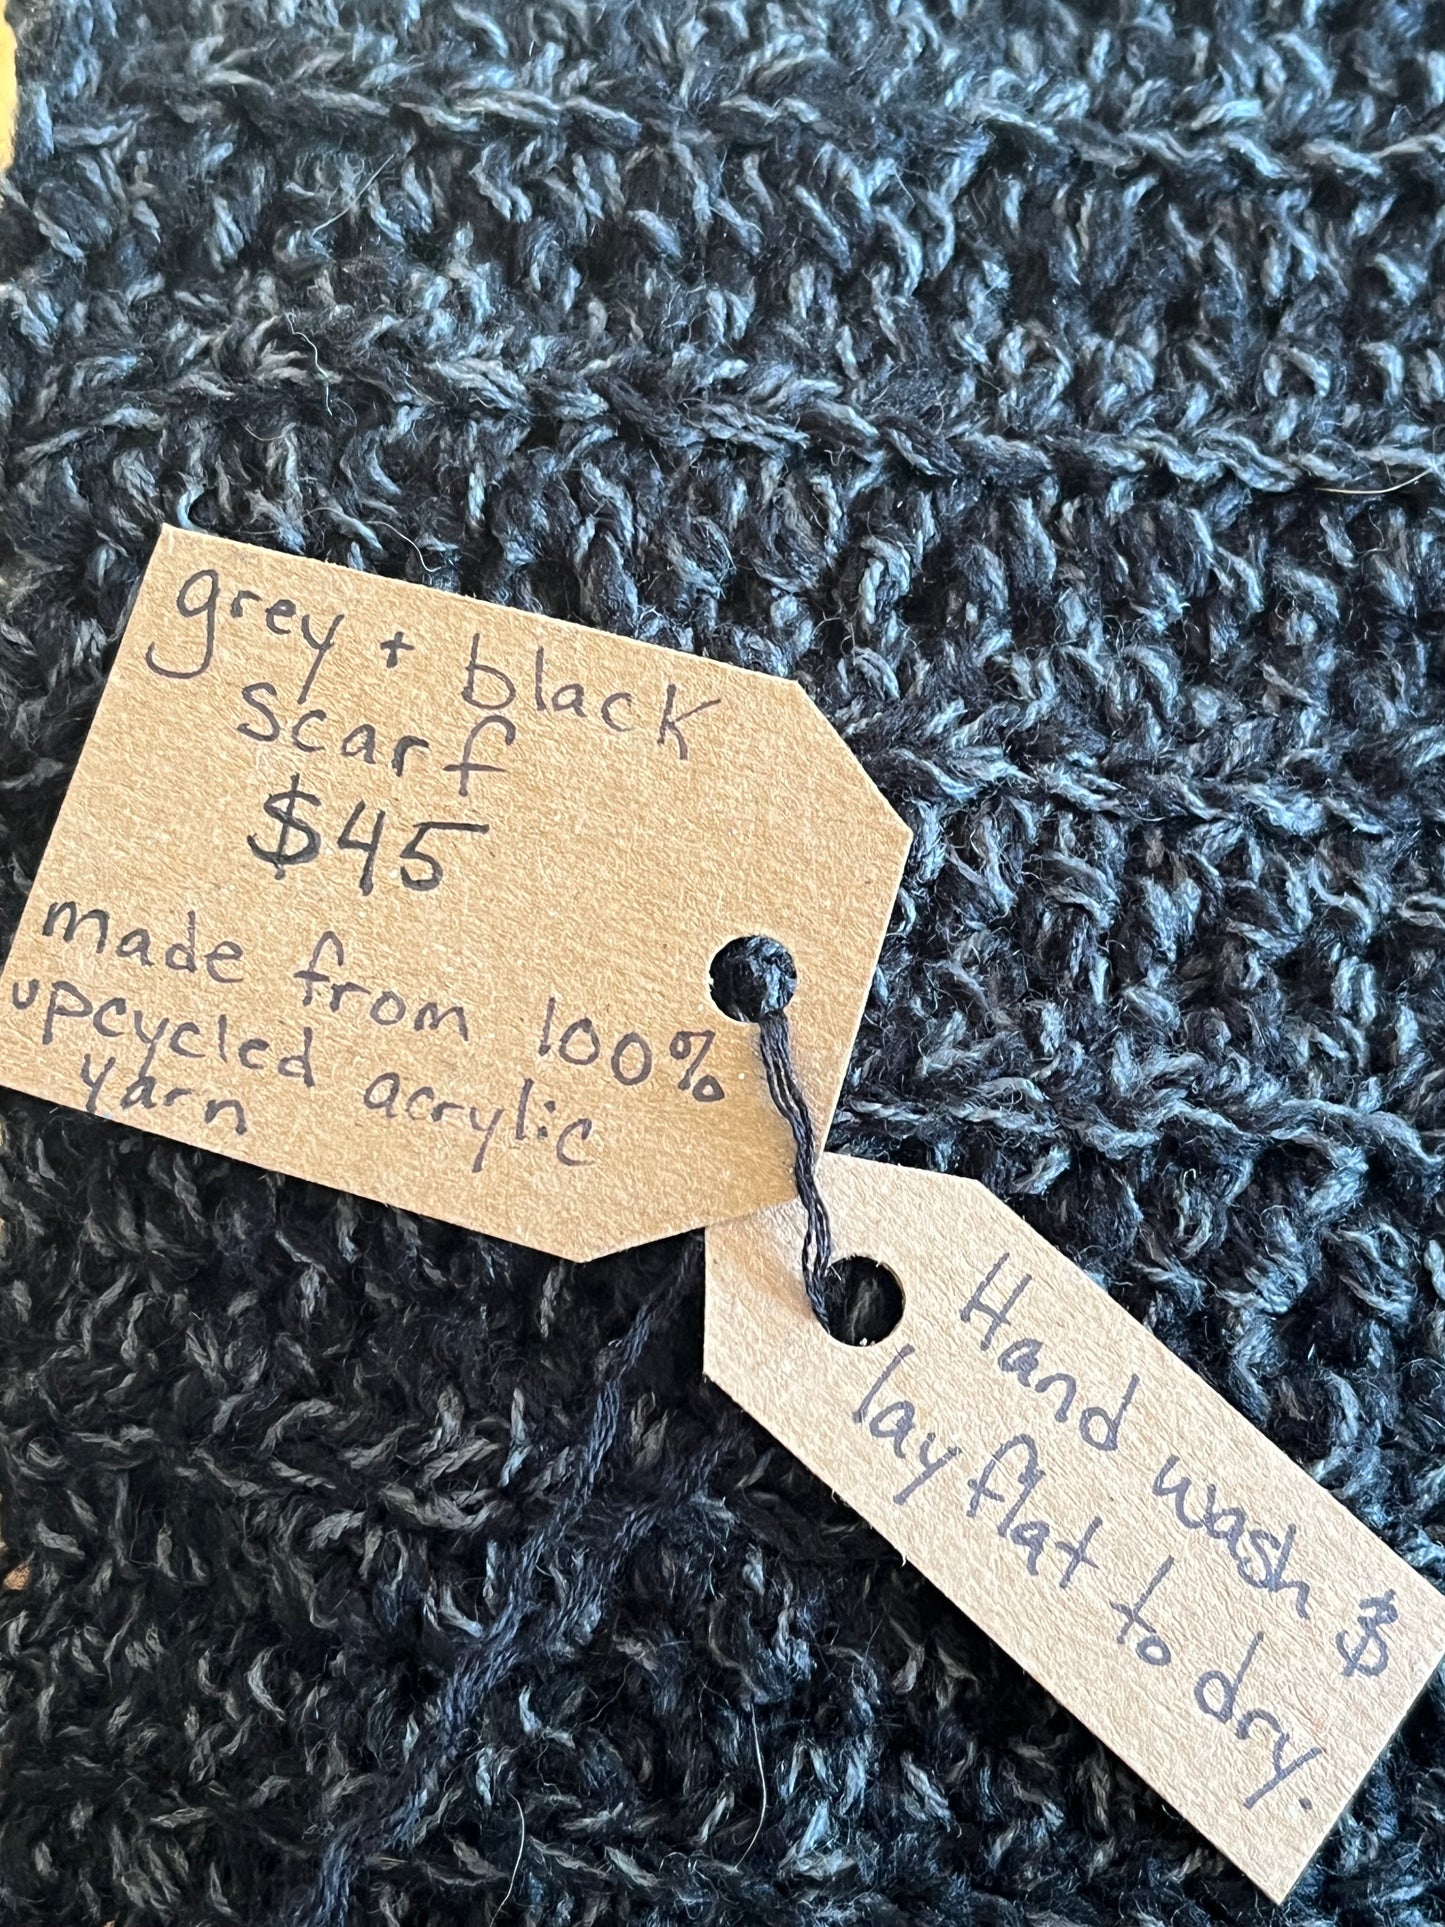 grey + black
scarf
$45
made from 100%
upcycled acrylic
yarn
Hand wash &
lay flat to dry.